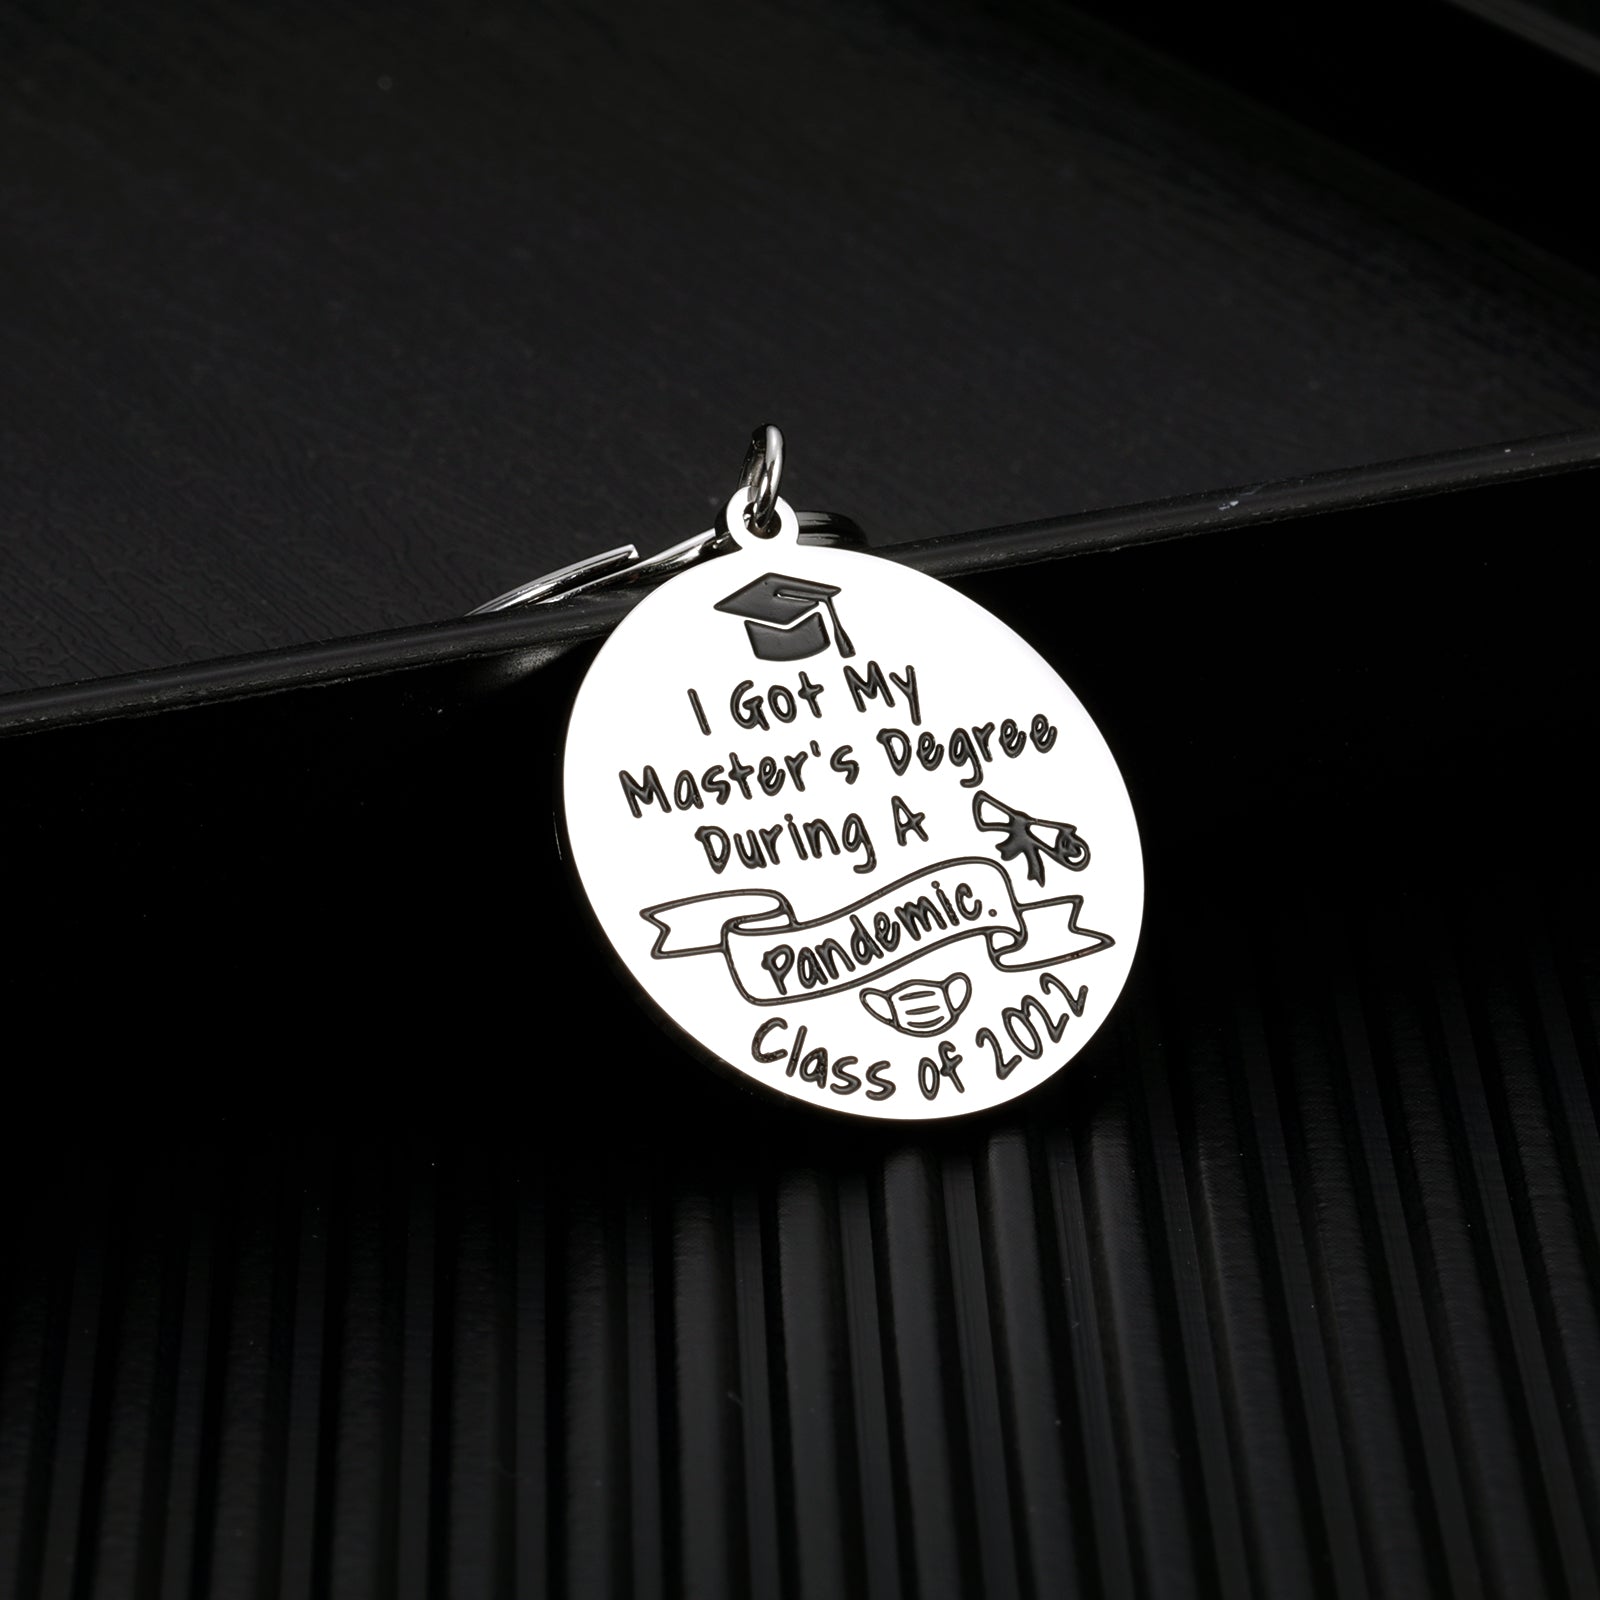 I Got My
Master's Degree
During A
Pandemic.
Class of 2022